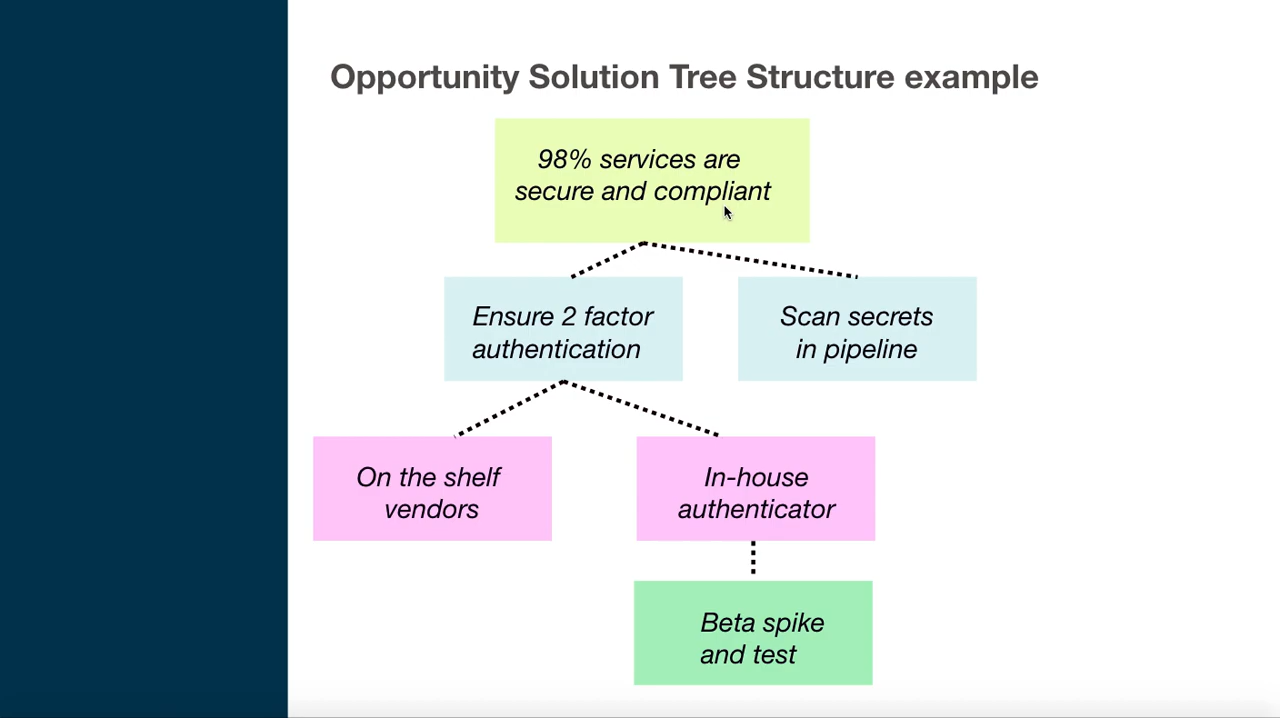 Opportunity Solution Tree Structure example
98% services are
secure and compliant
Ensure 2 factor
authentication
Scan secrets
in pipeline
On the shelf
vendors
In-house
authenticator
Beta spike
and test